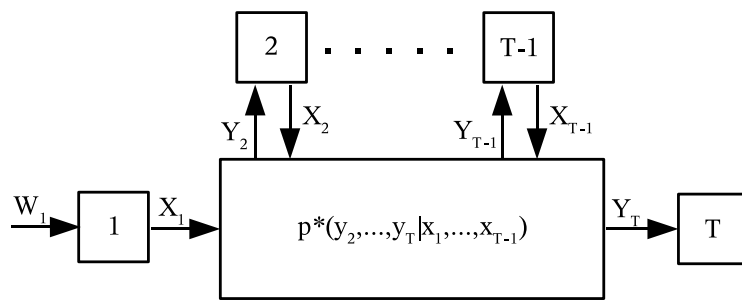 2 . . . . . T-1
Y_2 X_2 Y_{T-1} X_{T-1}
W_1 1 X_1 p*(y_2,...,y_T|x_1,...,x_{T-1}) Y_T T